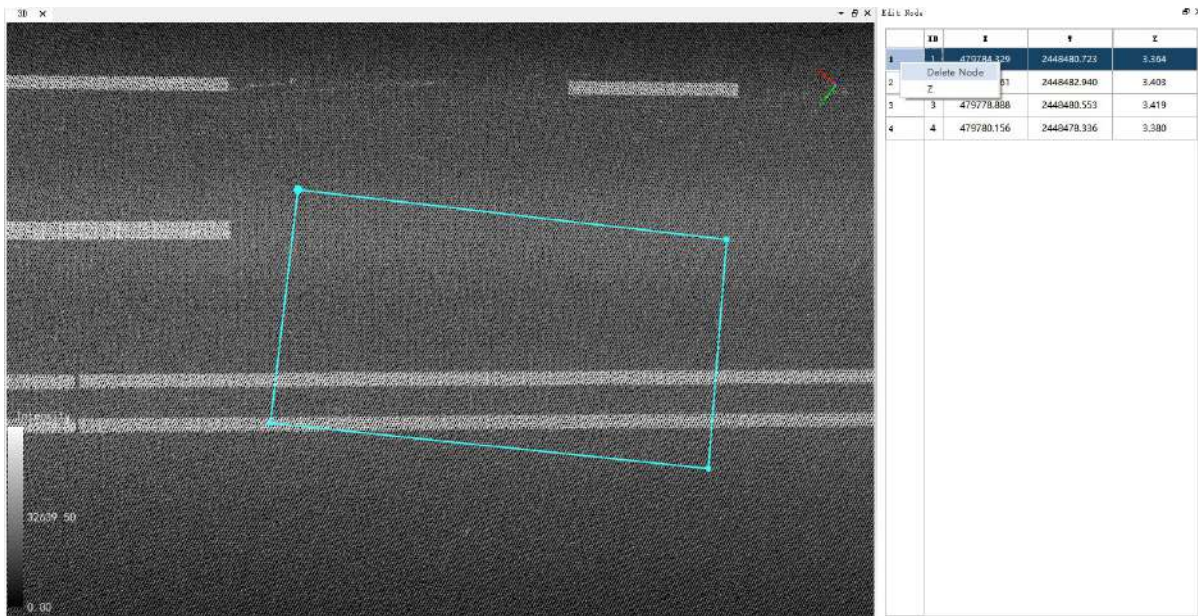 3D
Edit Node
ID X Y Z
1 1 479784.329 2448480.723 3.364
Delete Node
2 61 2448482.940 3.403
Z
3 3 479778.888 2448480.553 3.419
4 4 479780.156 2448478.336 3.380
Intensity
32639.50
0.00